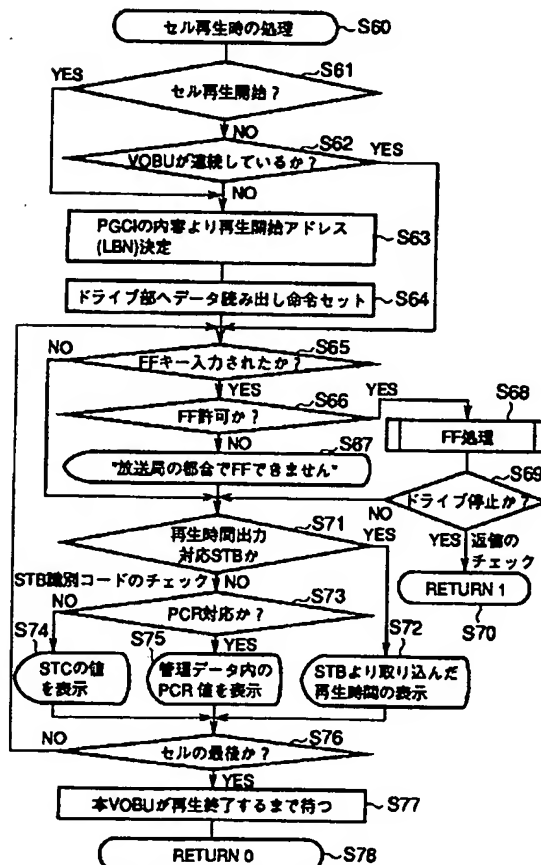 セル再生時の処理
S60
S61
YES
セル再生開始？
NO
S62
VOBUが連続しているか？
YES
NO
PGCIの内容より再生開始アドレス
(LBN)決定
S63
ドライブ部へデータ読み出し命名セット
S64
NO
S65
FFキー入力されたか？
YES
S66
YES
S68
FF許可か？
FF処理
NO
S67
"放送局の都合でFFできません"
S69
ドライブ停止か？
NO
S71
再生時間出力
対応STBか
YES
YES
返信の
チェック
STB識別コードのチェック
NO
RETURN 1
S70
NO
S73
PCR対応か？
S74
S75
YES
S72
STCの値
を表示
管理データ内の
PCR値を表示
STBより取り込んだ
再生時間の表示
NO
S76
セルの最後か？
YES
本VOBUが再生終了するまで待つ
S77
RETURN 0
S78